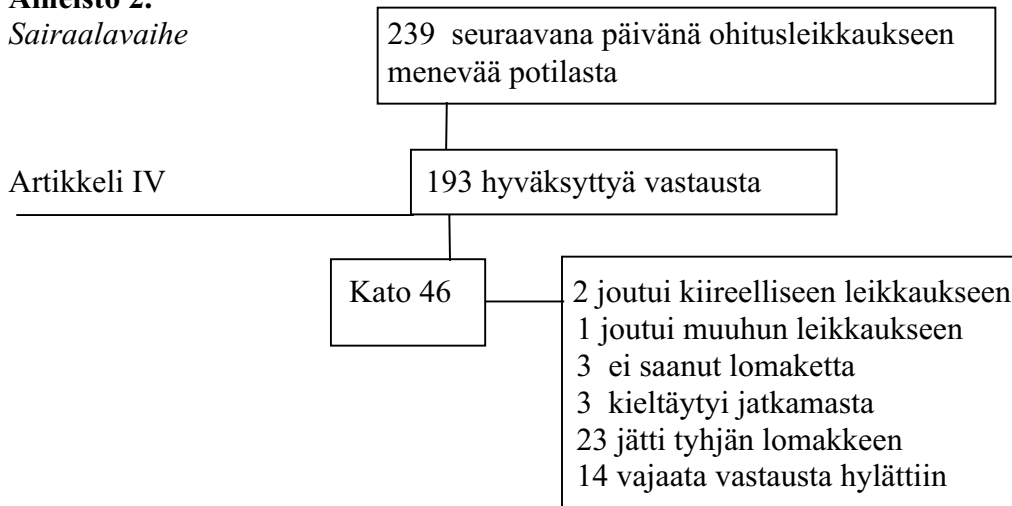 Aineisto 2.
Sairaalavaihe
239 seuraavana päivänä ohitusleikkaukseen
menevää potilasta
Artikkeli IV
193 hyväksyttyä vastausta
Kato 46
2 joutui kiireelliseen leikkaukseen
1 joutui muuhun leikkaukseen
3 ei saanut lomaketta
3 kieltäytyi jatkamasta
23 jätti tyhjän lomakkeen
14 vajaata vastausta hylättiin